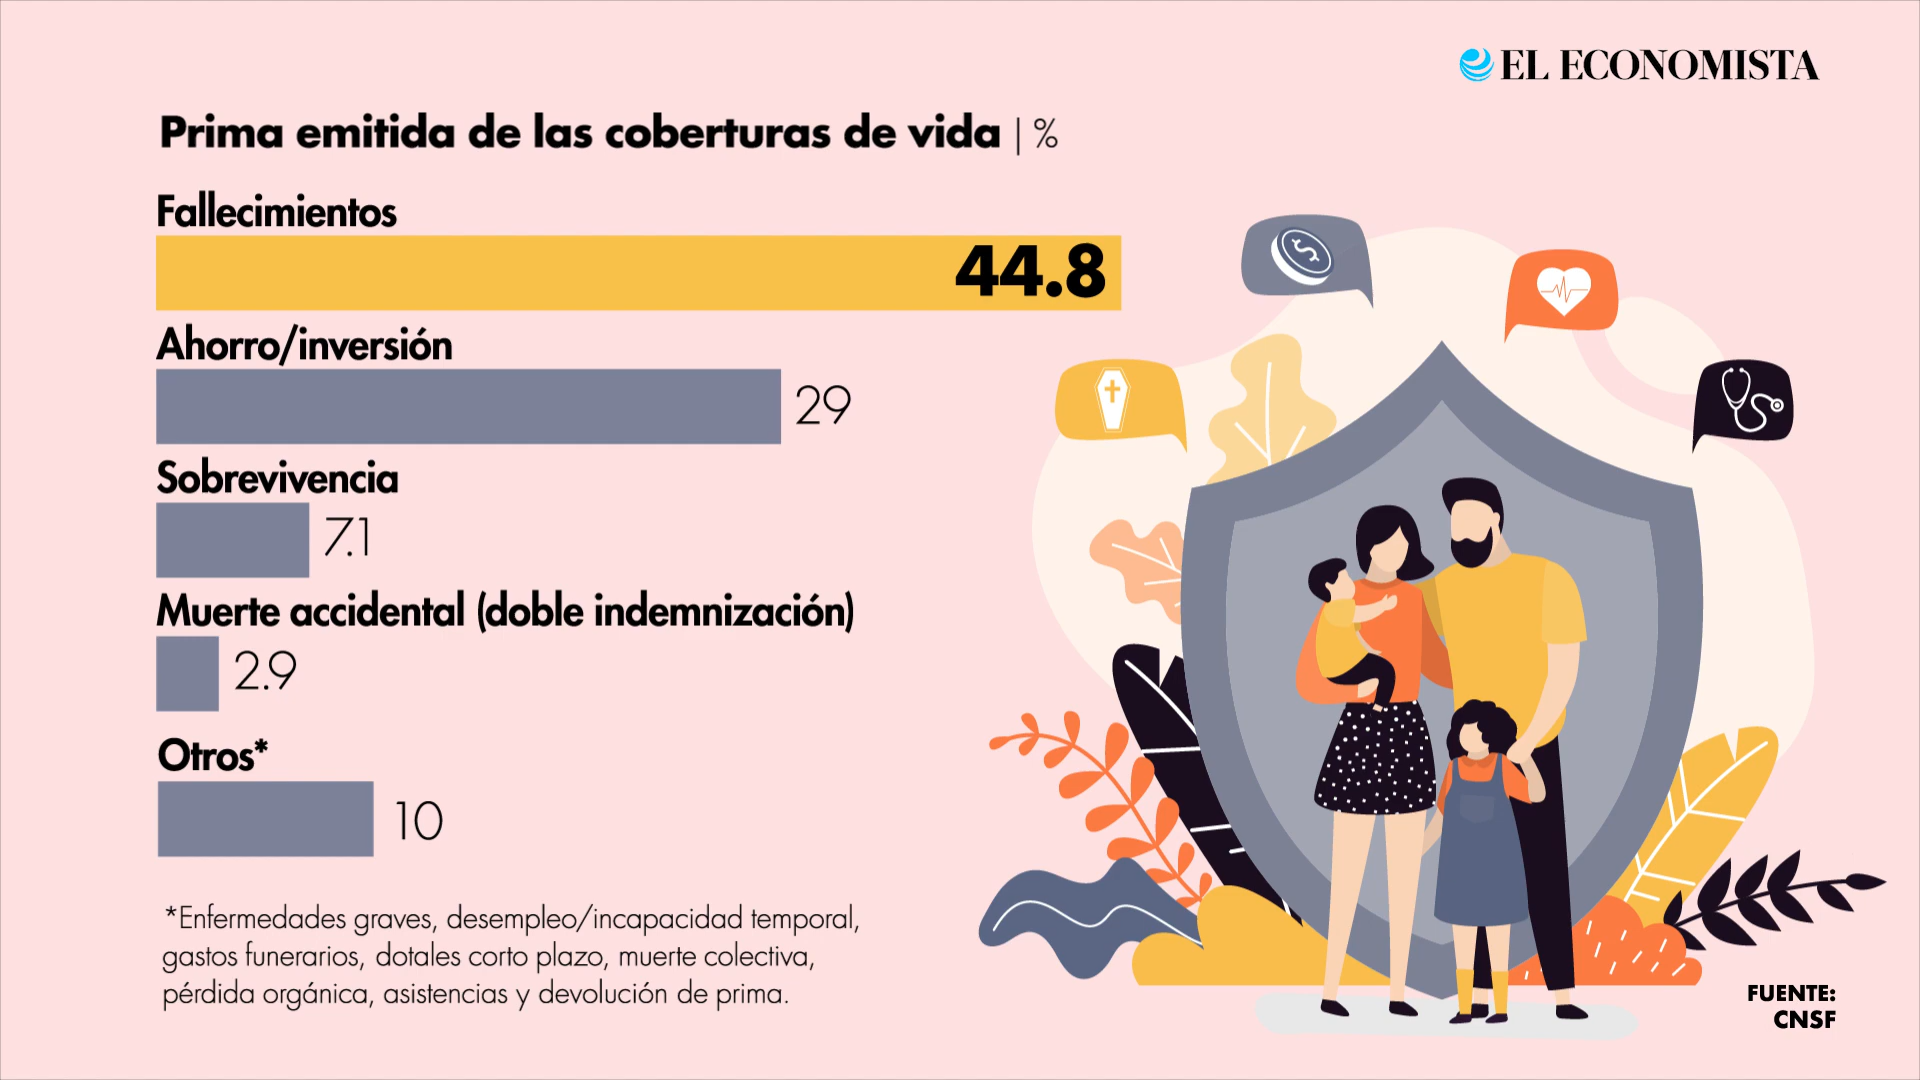 EL ECONOMISTA
Prima emitida de las coberturas de vida | %
Fallecimientos
44.8
Ahorro/inversión
29
Sobrevivencia
7.1
Muerte accidental (doble indemnización)
2.9
Otros*
10
*Enfermedades graves, desempleo/incapacidad temporal,
gastos funerarios, dotales corto plazo, muerte colectiva,
pérdida orgánica, asistencias y devolución de prima.
$
FUENTE:
CNSF